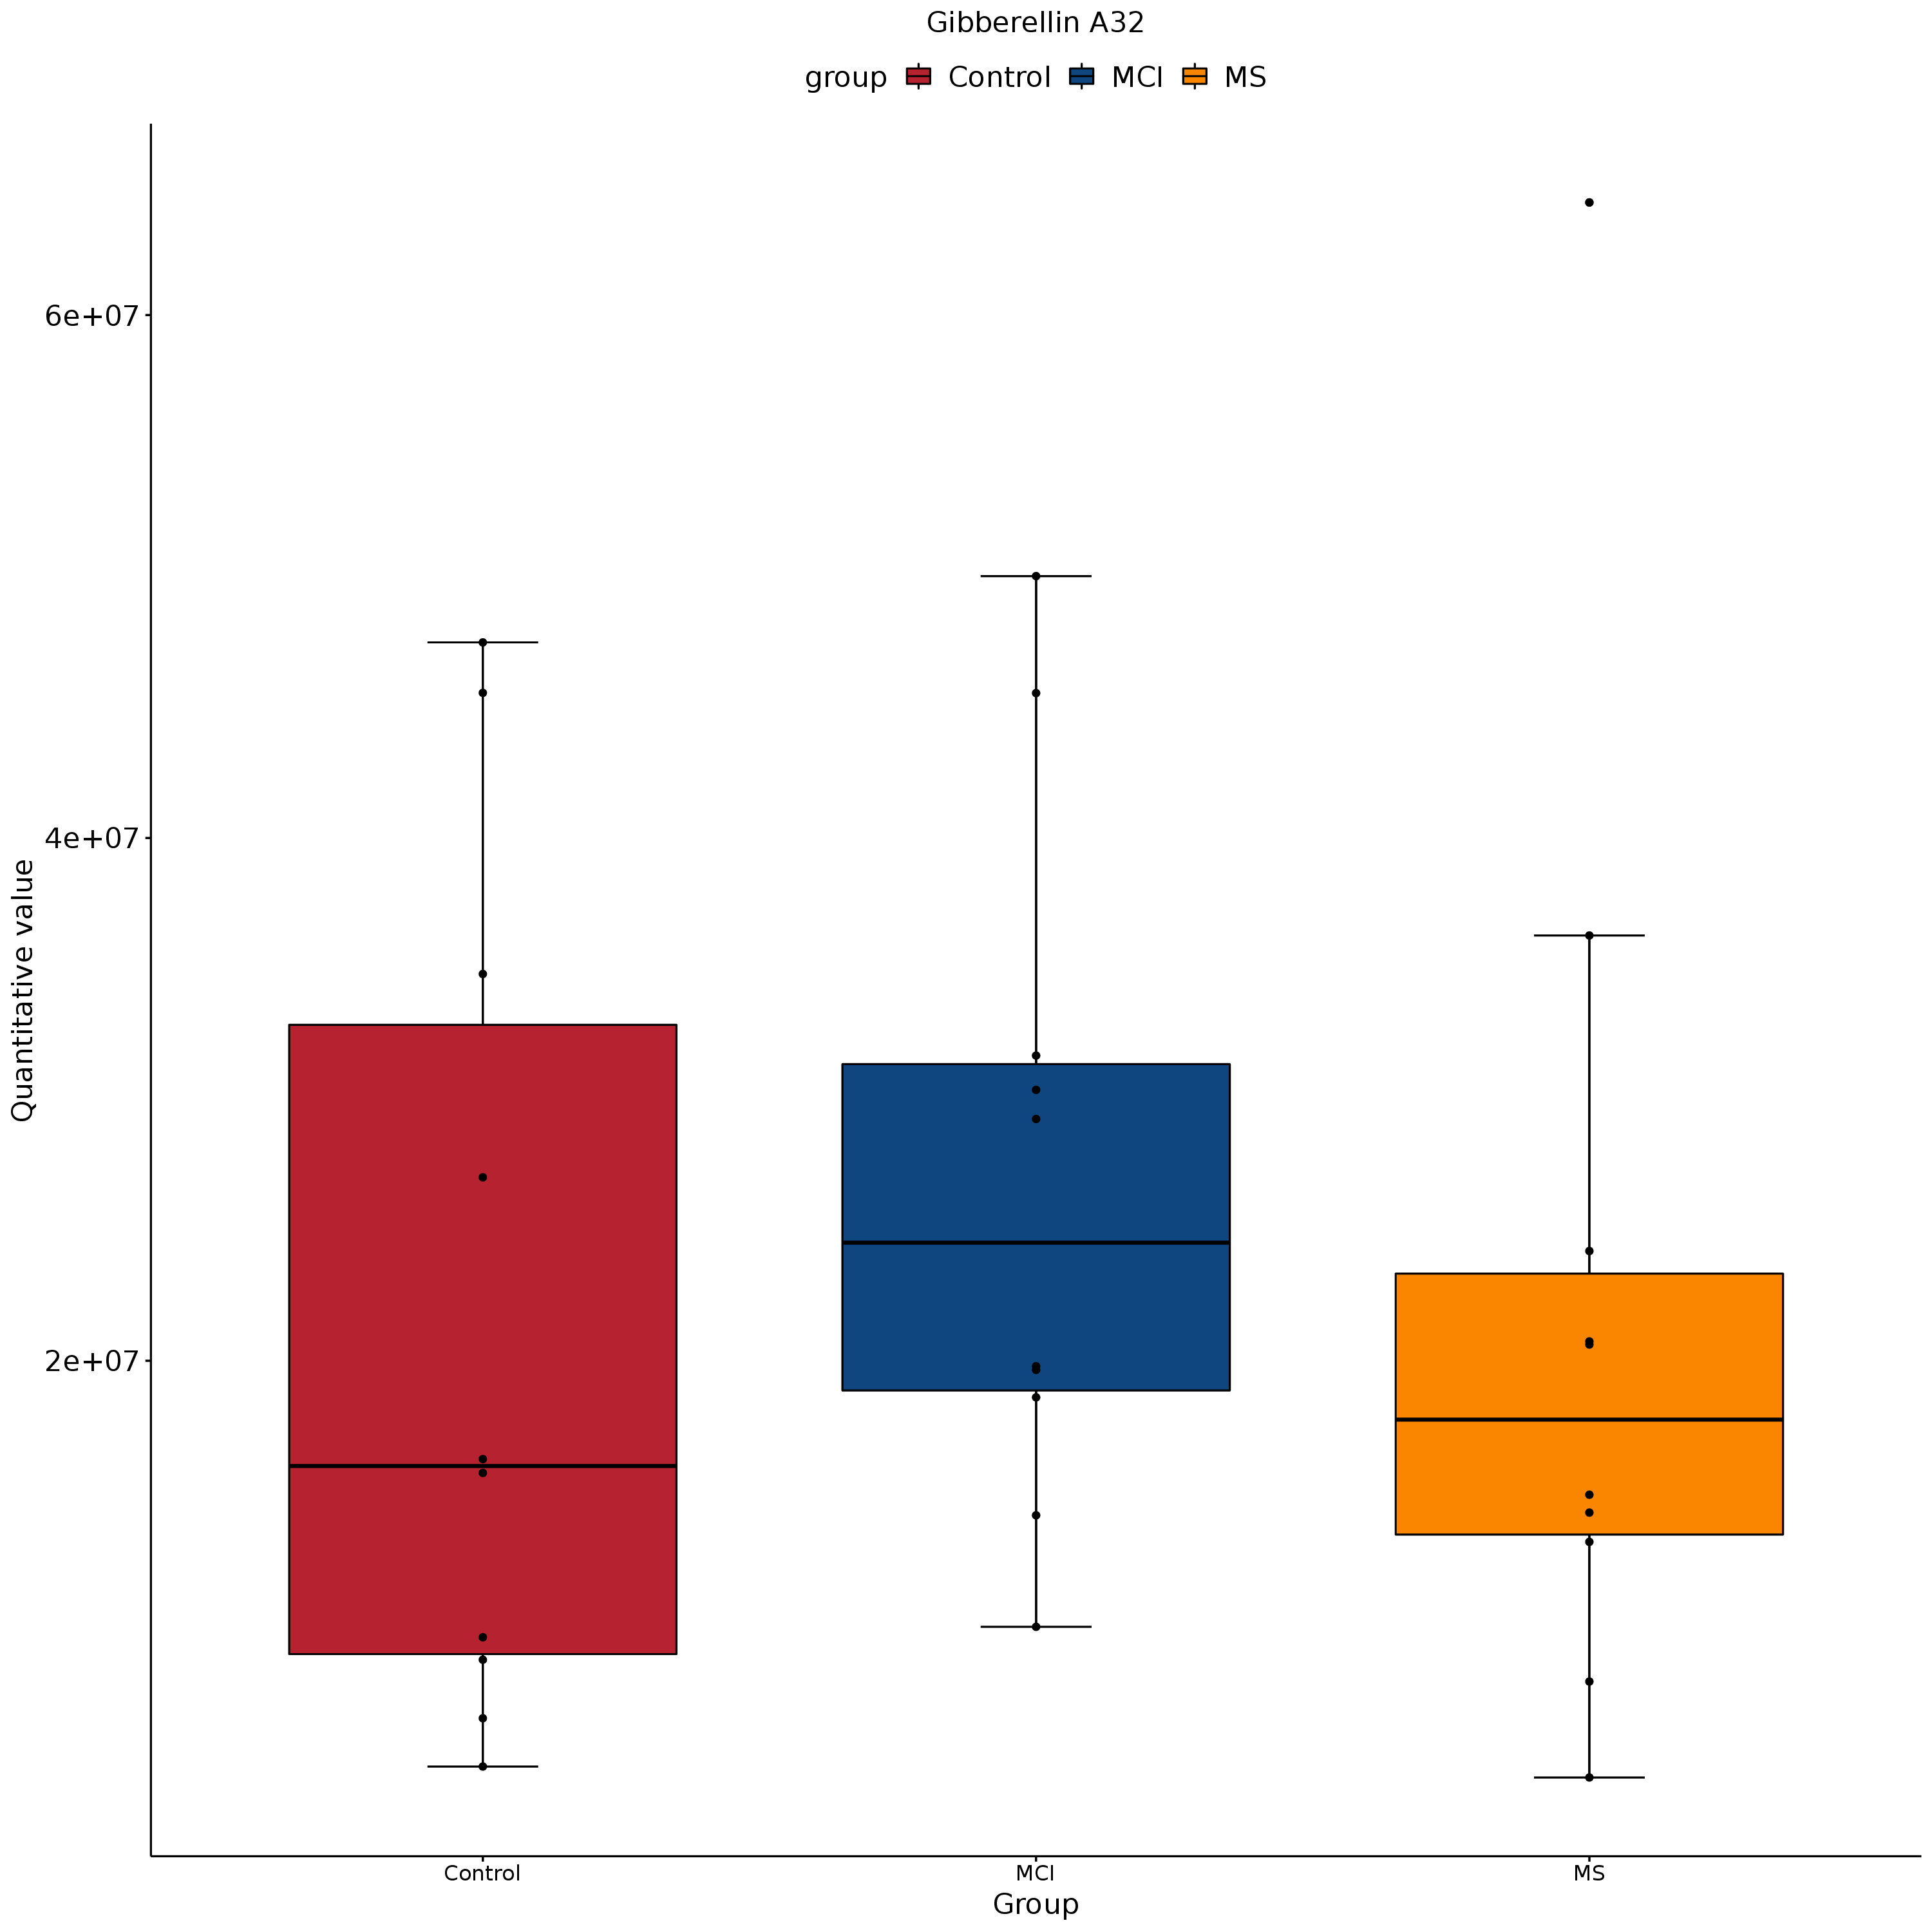 Gibberellin A32
group Control MCI MS
Quantitative value
6e+07
4e+07
2e+07
Control MCI MS
Group